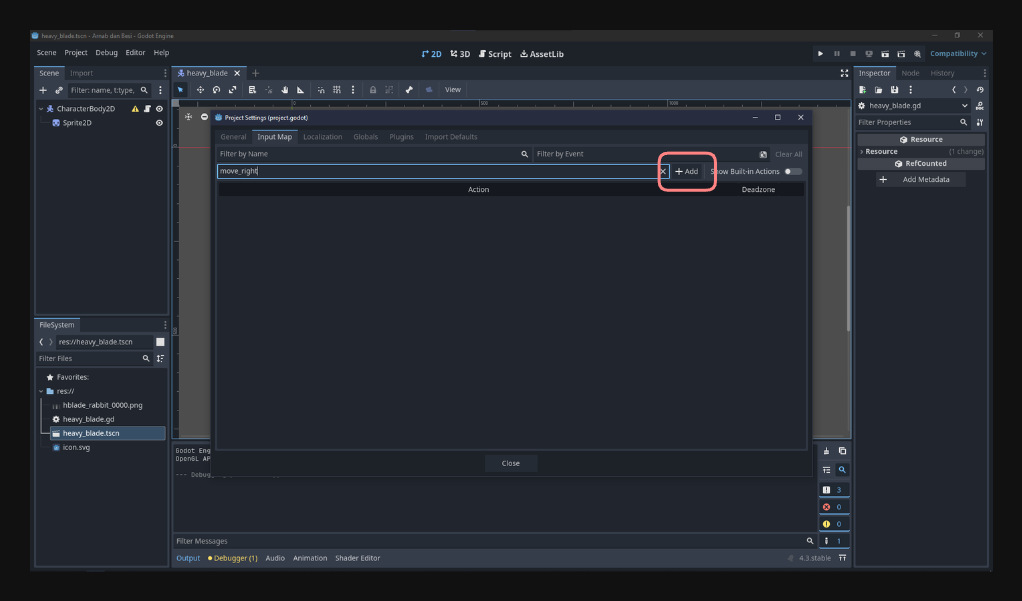 heavy_blade.tscn - Arnab dan Besi - Godot Engine
Scene Project Debug Editor Help
2D 3D Script AssetLib
Compatibility
Scene Import
heavy_blade
Inspector Node History
Filter: name, t:type,
View
CharacterBody2D
Sprite2D
heavy_blade.gd
Filter Properties
Resource
Resource (1 change)
RefCounted
Add Metadata
0 500 1000
Project Settings (project.godot)
General Input Map Localization Globals Plugins Import Defaults
Filter by Name Filter by Event Clear All
move_right Add Show Built-in Actions
Action Deadzone
Close
FileSystem
res://heavy_blade.tscn
Filter Files
Favorites:
res://
hblade_rabbit_0000.png
heavy_blade.gd
heavy_blade.tscn
icon.svg
Godot Eng
OpenGL AP
--- Debug
3
0
0
1
Filter Messages
Output Debugger (1) Audio Animation Shader Editor
4.3.stable